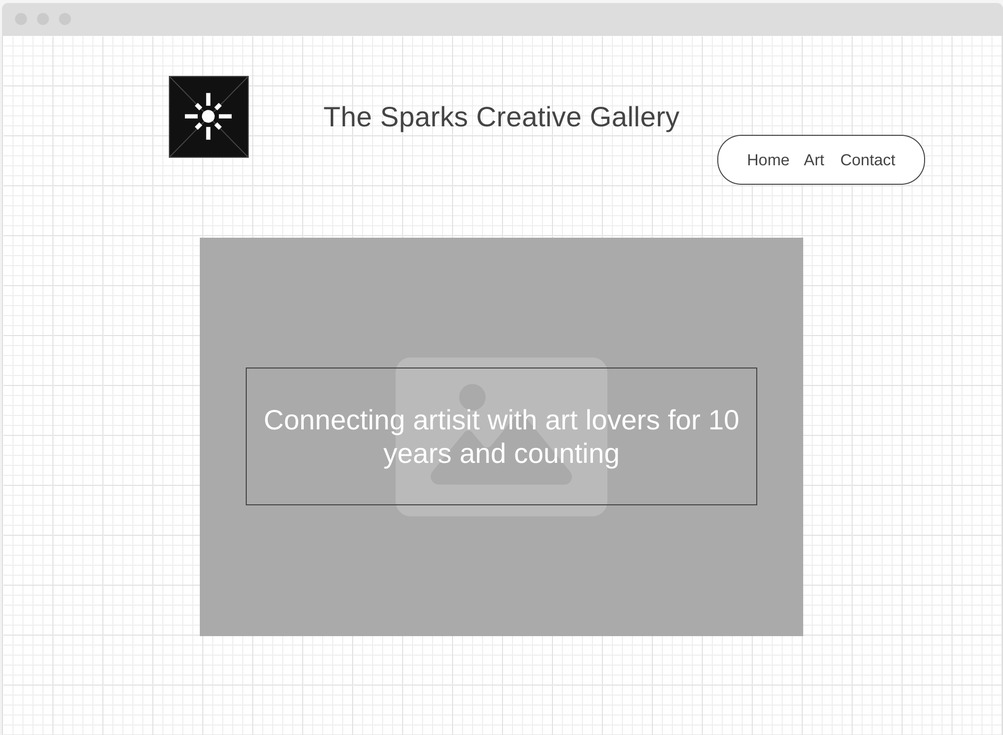 The Sparks Creative Gallery
Home Art Contact
Connecting artisit with art lovers for 10
years and counting